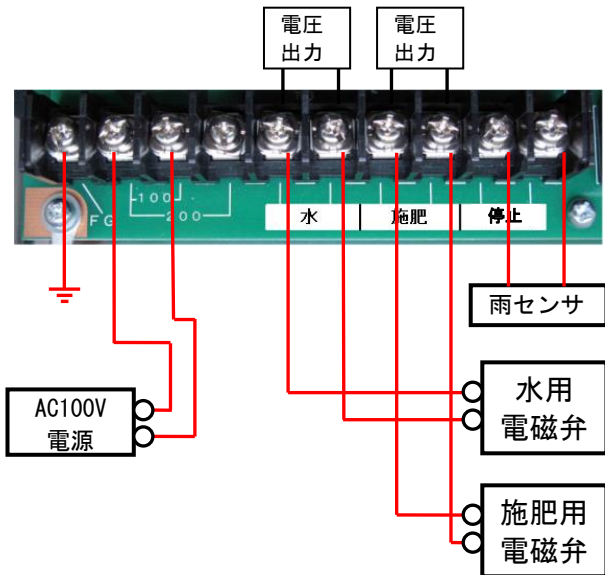 電圧
出力
電圧
出力
FG
100
200
水
施肥
停止
雨センサ
AC100V
電源
水用
電磁弁
施肥用
電磁弁